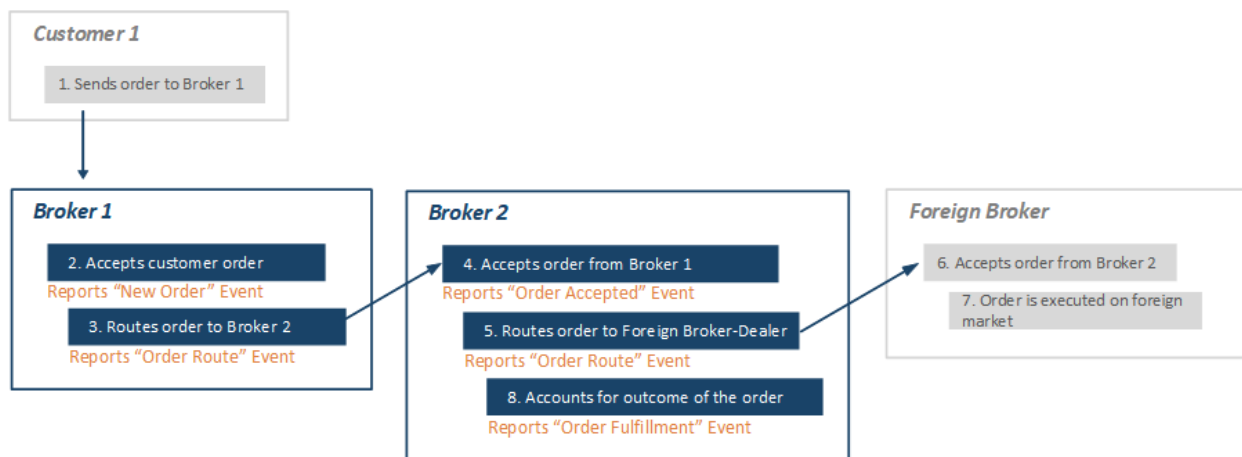 Customer 1
1. Sends order to Broker 1
Broker 1
2. Accepts customer order
Reports “New Order” Event
3. Routes order to Broker 2
Reports “Order Route” Event
Broker 2
4. Accepts order from Broker 1
Reports “Order Accepted” Event
5. Routes order to Foreign Broker-Dealer
Reports “Order Route” Event
8. Accounts for outcome of the order
Reports “Order Fulfillment” Event
Foreign Broker
6. Accepts order from Broker 2
7. Order is executed on foreign
market